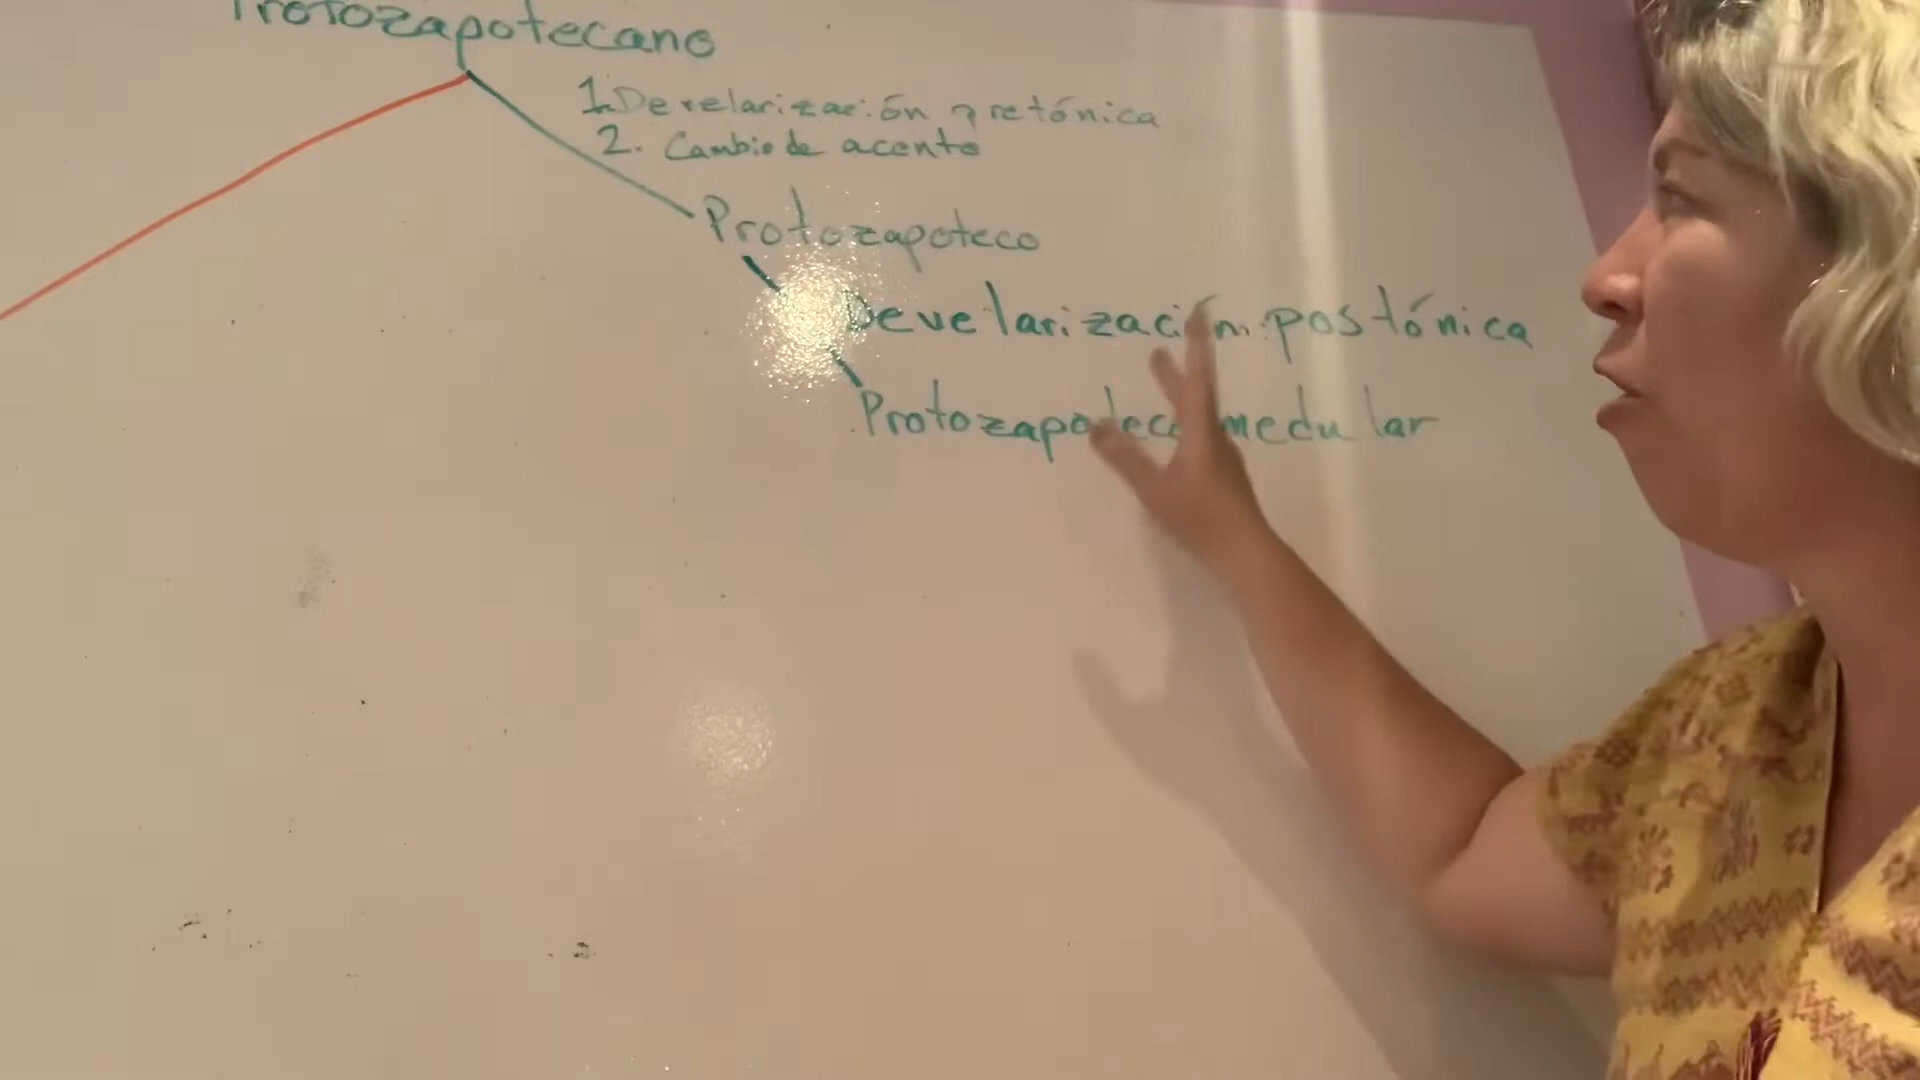 Protozapotecano
1. Develarización pretónica
2. Cambio de acento
Protozapoteco
Develarización postónica
Protozapoteco medular